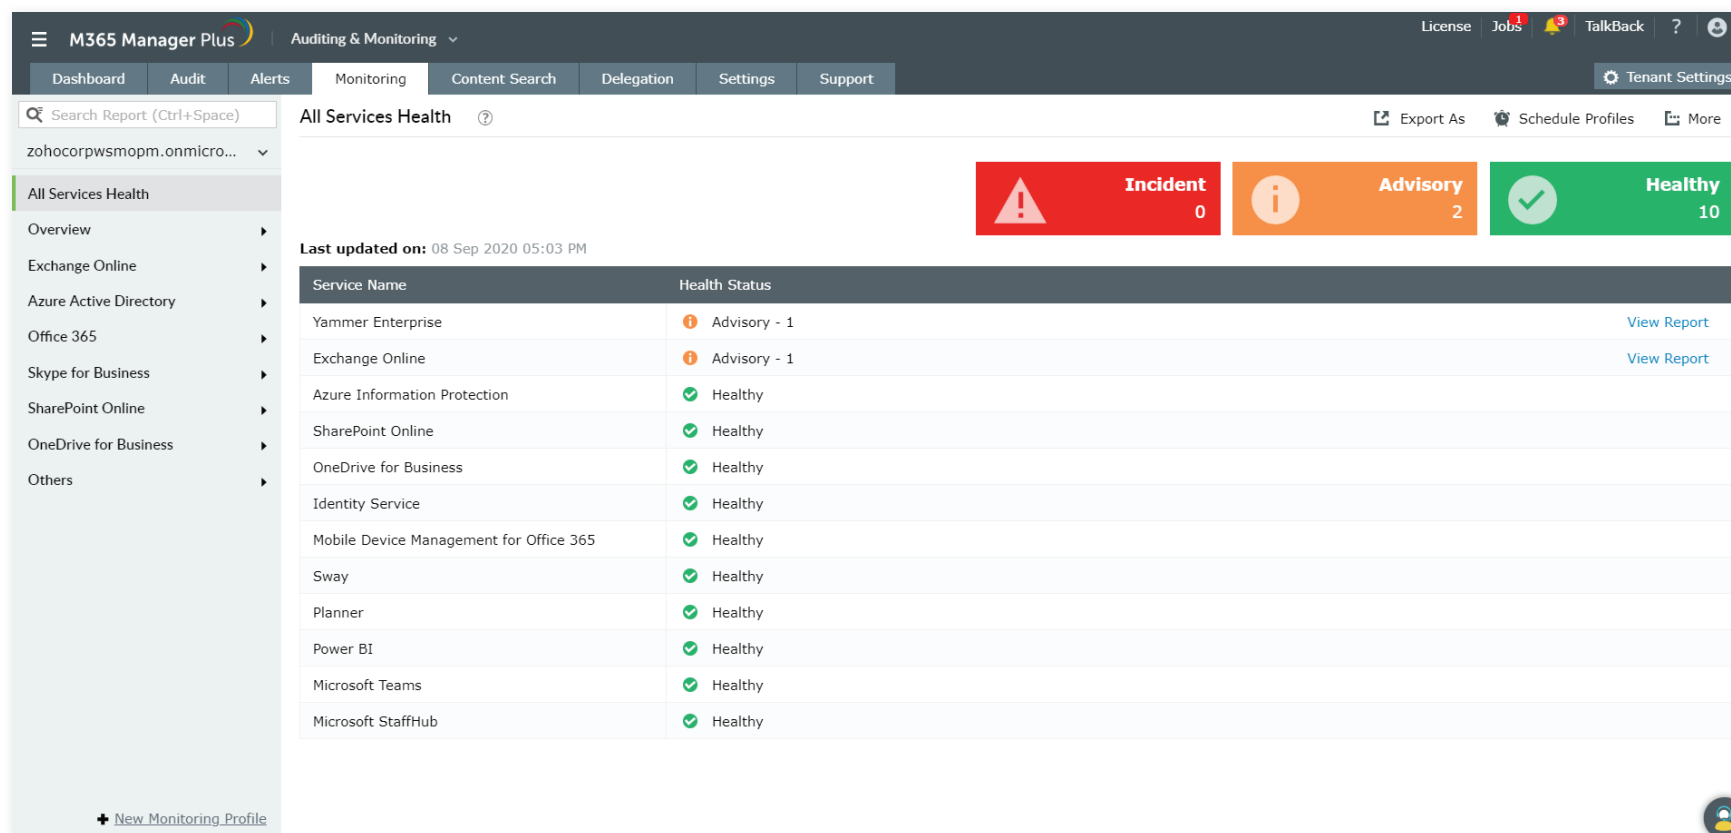 License Jobs 1 3 TalkBack ?
M365 Manager Plus Auditing & Monitoring
Dashboard Audit Alerts Monitoring Content Search Delegation Settings Support Tenant Settings
Search Report (Ctrl+Space)
All Services Health ? Export As Schedule Profiles More
zohocorpwsmopm.onmicro...
All Services Health
Overview
Exchange Online
Azure Active Directory
Office 365
Skype for Business
SharePoint Online
OneDrive for Business
Others
New Monitoring Profile
Incident
0
Advisory
2
Healthy
10
Last updated on: 08 Sep 2020 05:03 PM
Service Name Health Status
Yammer Enterprise Advisory - 1 View Report
Exchange Online Advisory - 1 View Report
Azure Information Protection Healthy
SharePoint Online Healthy
OneDrive for Business Healthy
Identity Service Healthy
Mobile Device Management for Office 365 Healthy
Sway Healthy
Planner Healthy
Power BI Healthy
Microsoft Teams Healthy
Microsoft StaffHub Healthy